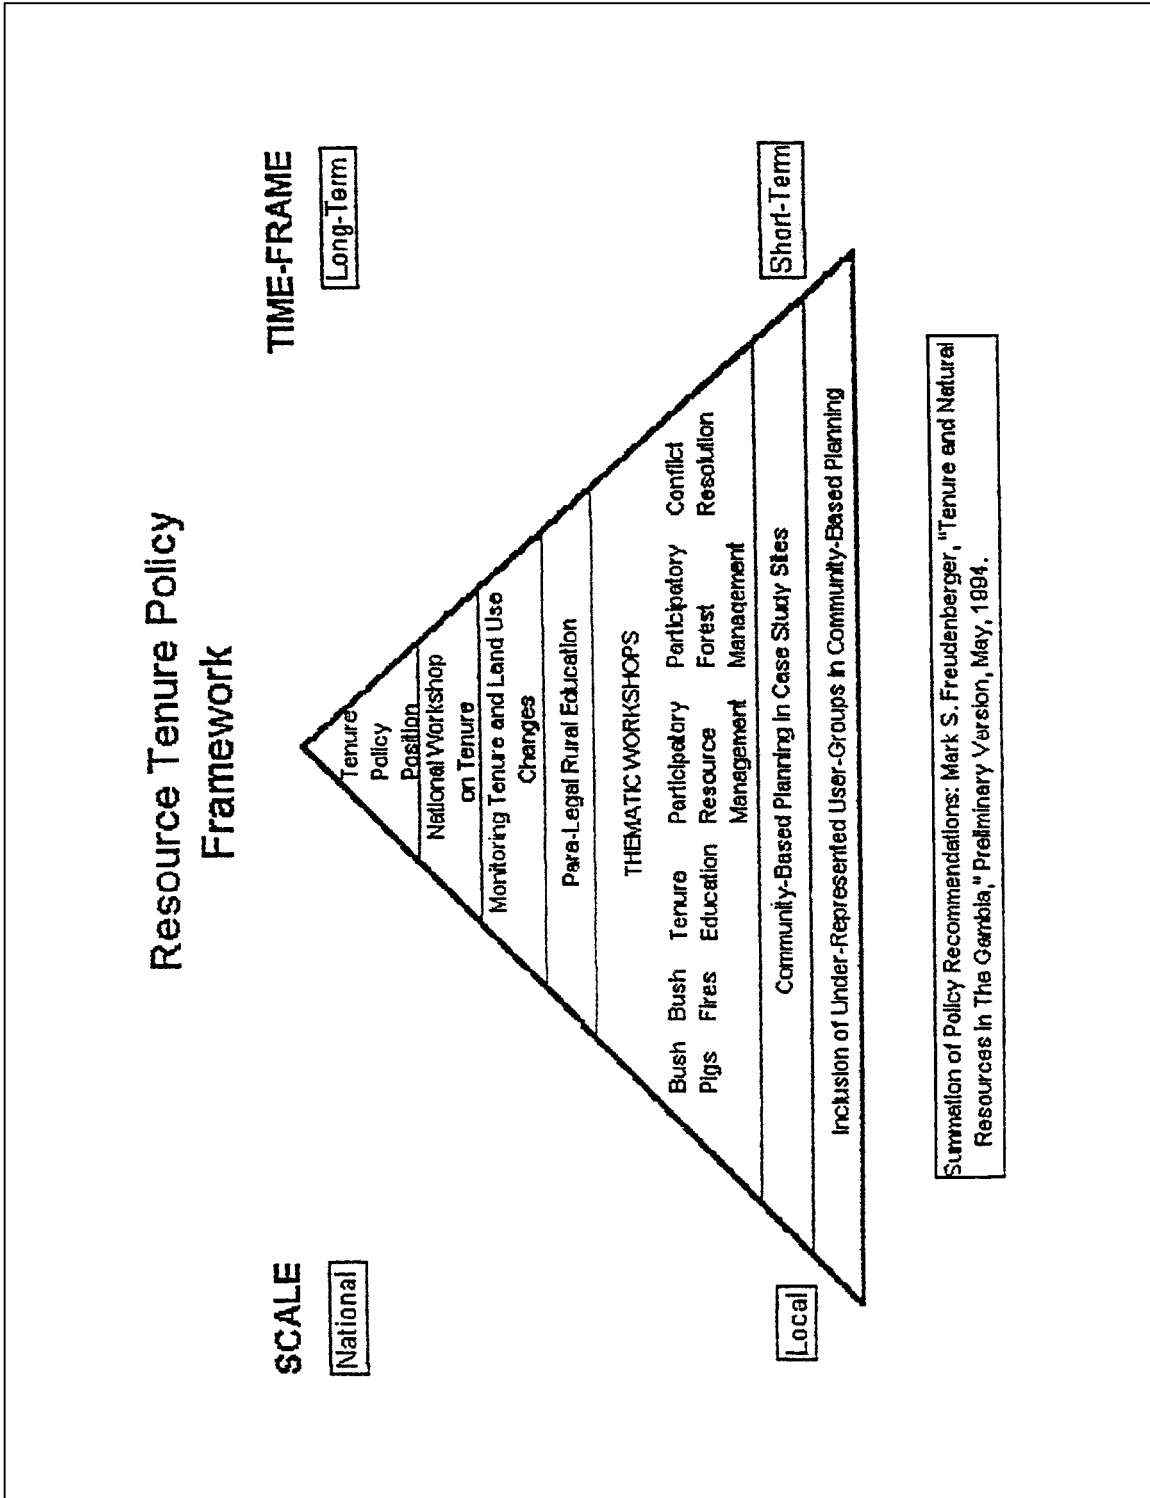 Resource Tenure Policy
Framework
SCALE
TIME-FRAME
National
Long-Term
Tenure
Policy
Position
National Workshop
on Tenure
Monitoring Tenure and Land Use
Changes
Para-Legal Rural Education
THEMATIC WORKSHOPS
Bush Bush Tenure Participatory Participatory Conflict
Pigs Fires Education Resource Forest Resolution
Management Management
Community-Based Planning In Case Study Sites
Local
Short-Term
Inclusion of Under-Represented User-Groups in Community-Based Planning
Summation of Policy Recommendations: Mark S. Freudenberger, "Tenure and Natural
Resources In The Gambia," Preliminary Version, May, 1994.